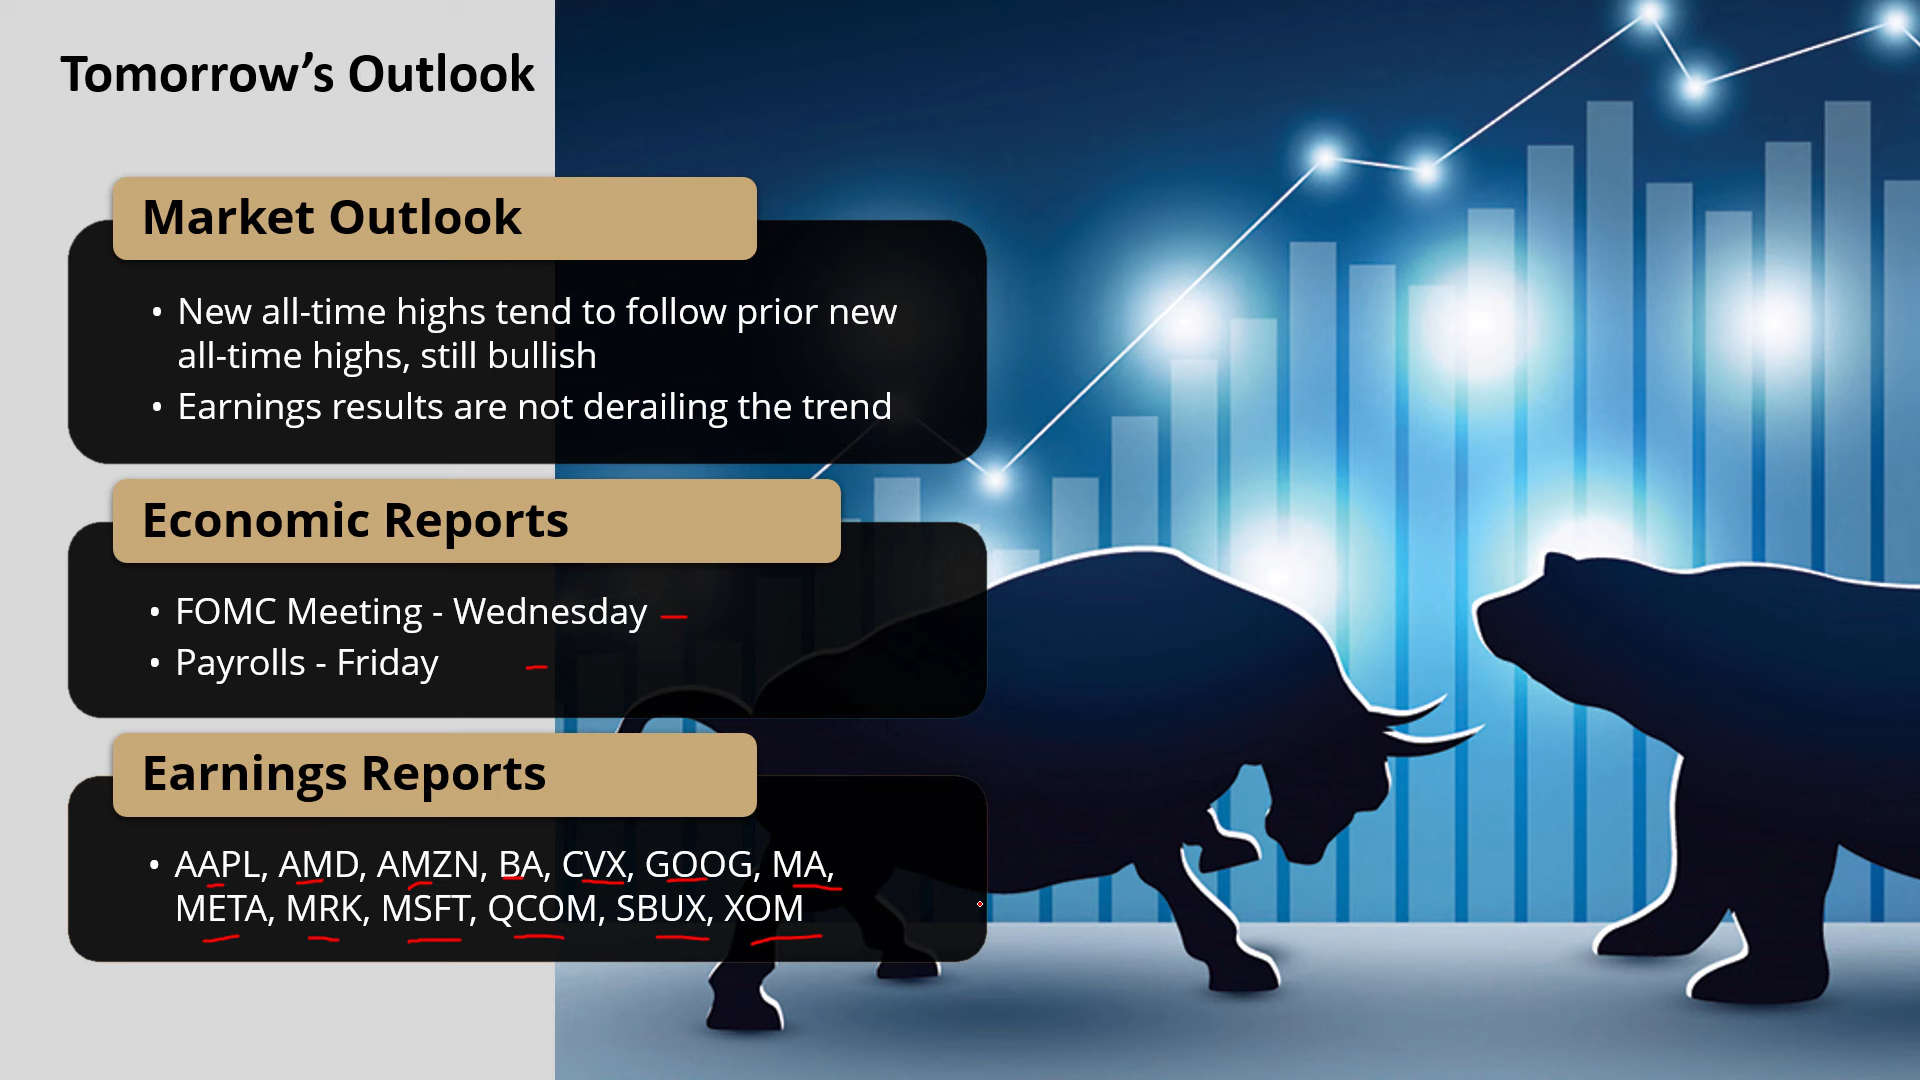 Tomorrow’s Outlook
Market Outlook
• New all-time highs tend to follow prior new
all-time highs, still bullish
• Earnings results are not derailing the trend
Economic Reports
• FOMC Meeting - Wednesday
• Payrolls - Friday
Earnings Reports
• AAPL, AMD, AMZN, BA, CVX, GOOG, MA,
META, MRK, MSFT, QCOM, SBUX, XOM